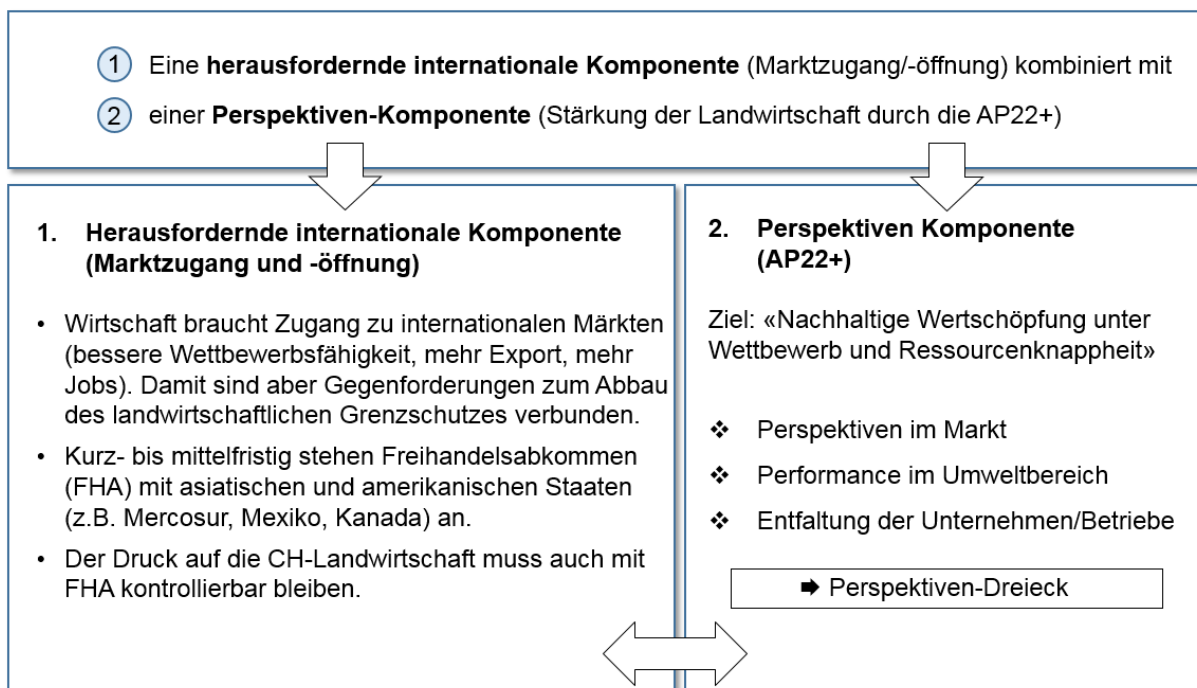 1 Eine herausfordernde internationale Komponente (Marktzugang/-öffnung) kombiniert mit
2 einer Perspektiven-Komponente (Stärkung der Landwirtschaft durch die AP22+)
1. Herausfordernde internationale Komponente
(Marktzugang und -öffnung)
• Wirtschaft braucht Zugang zu internationalen Märkten
(bessere Wettbewerbsfähigkeit, mehr Export, mehr
Jobs). Damit sind aber Gegenforderungen zum Abbau
des landwirtschaftlichen Grenzschutzes verbunden.
• Kurz- bis mittelfristig stehen Freihandelsabkommen
(FHA) mit asiatischen und amerikanischen Staaten
(z.B. Mercosur, Mexiko, Kanada) an.
• Der Druck auf die CH-Landwirtschaft muss auch mit
FHA kontrollierbar bleiben.
2. Perspektiven Komponente
(AP22+)
Ziel: «Nachhaltige Wertschöpfung unter
Wettbewerb und Ressourcenknappheit»
❖ Perspektiven im Markt
❖ Performance im Umweltbereich
❖ Entfaltung der Unternehmen/Betriebe
➡ Perspektiven-Dreieck